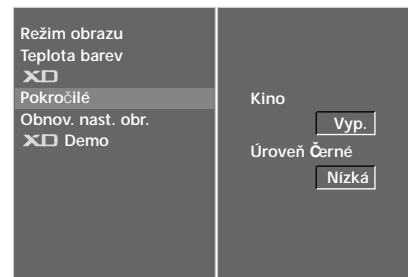 Režim obrazu
Teplota barev
XD
Pokročilé
Obnov. nast. obr.
XD Demo
Kino
Vyp.
Úroveň Černé
Nízká